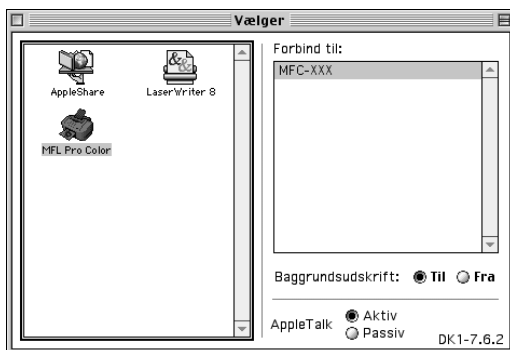 Vælger
AppleShare
LaserWriter 8
MFL Pro Color
Forbind til:
MFC-XXX
Baggrundsudskrift: Til Fra
AppleTalk Aktiv
Passiv
DK1-7.6.2